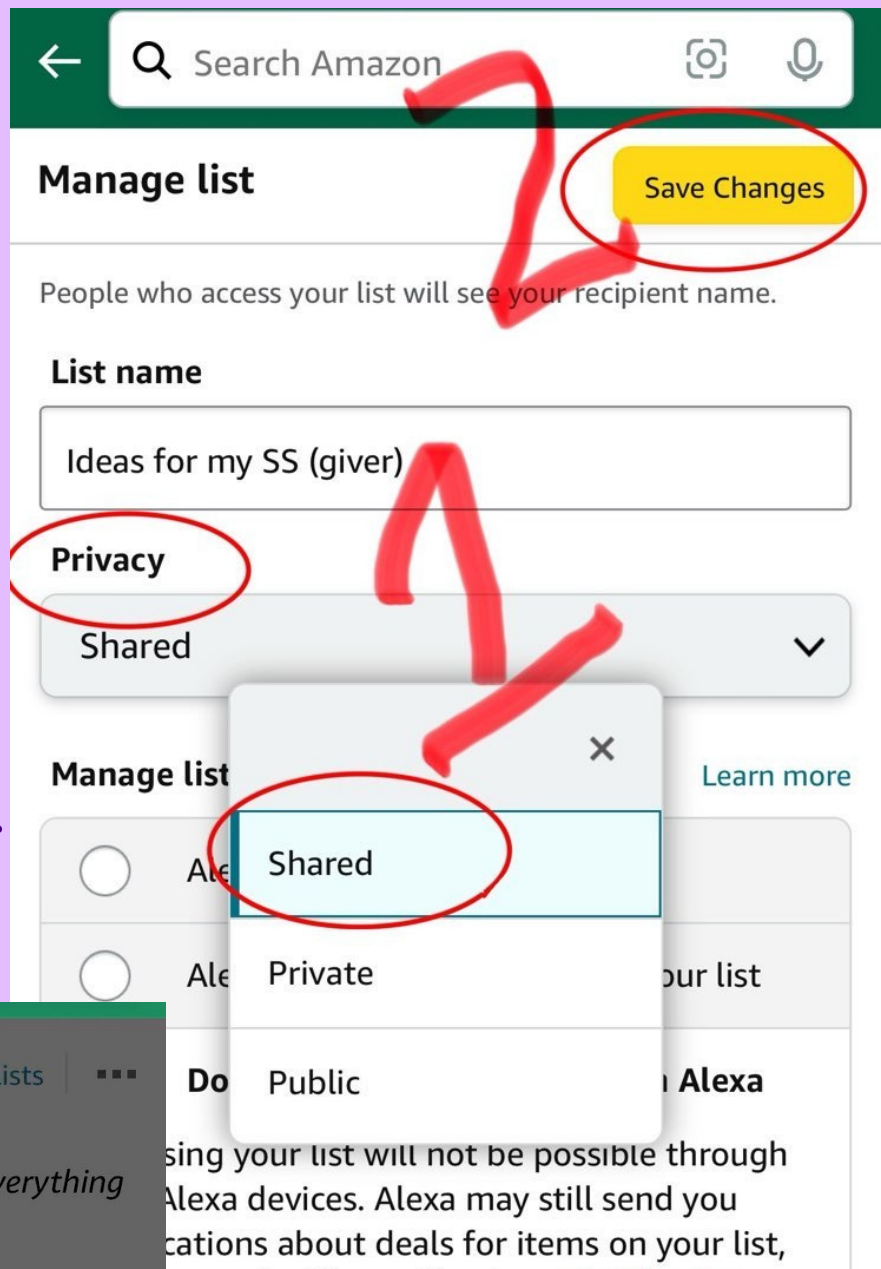 Search Amazon
2
Manage list
Save Changes
People who access your list will see your recipient name.
List name
Ideas for my SS (giver)
1
Privacy
Shared
Manage list
Learn more
Shared
Private
our list
Public
Do
Alexa
sing your list will not be possible through
Alexa devices. Alexa may still send you
cations about deals for items on your list,
ists
verything